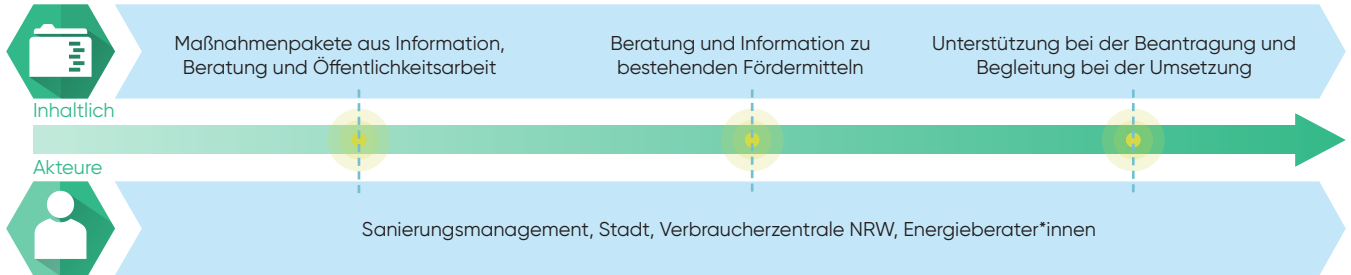 Maßnahmenpakete aus Information,
Beratung und Öffentlichkeitsarbeit
Beratung und Information zu
bestehenden Fördermitteln
Unterstützung bei der Beantragung und
Begleitung bei der Umsetzung
Inhaltlich
Akteure
Sanierungsmanagement, Stadt, Verbraucherzentrale NRW, Energieberater*innen